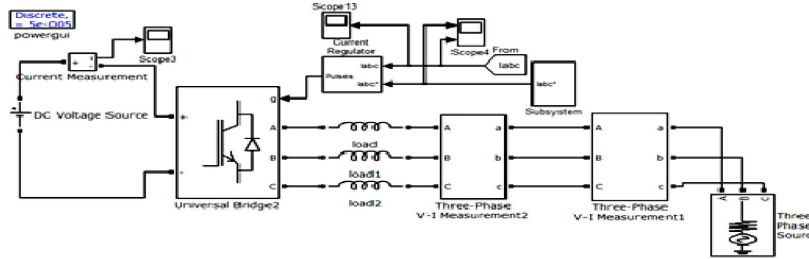 Discrete,
= 5e-005
powergui
Scope3
Current Measurement
DC Voltage Source
Scope13
Current
Regulator
Pulses
Iabc
Iabc*
Scope4
From
Iabc
Iabc*
Subsystem
g
+
A
B
C
-
Universal Bridge2
load
load1
load2
A
B
C
a
b
c
Three-Phase
V-I Measurement2
A
B
C
a
b
c
Three-Phase
V-I Measurement1
A
B
C
Three
Phase
Sourc